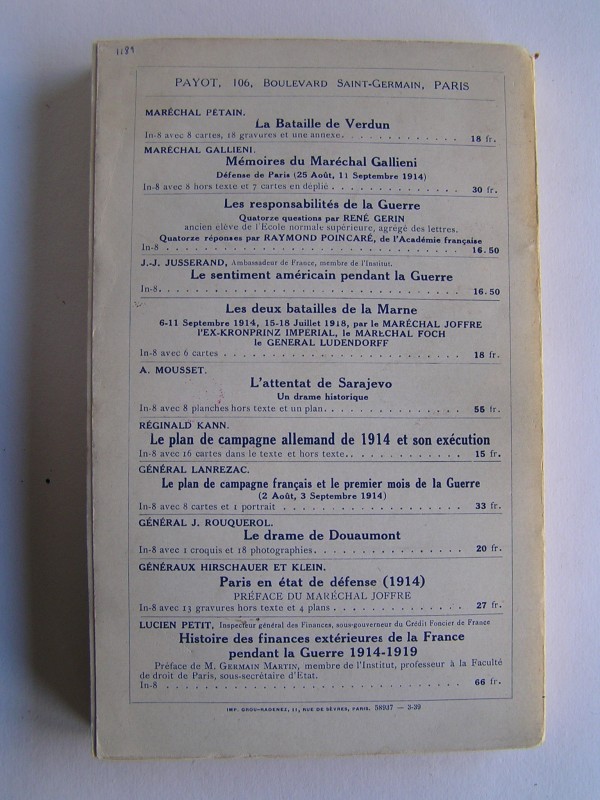 1189
PAYOT, 106, BOULEVARD SAINT-GERMAIN, PARIS
MARÉCHAL PÉTAIN.
La Bataille de Verdun
In-8 avec 8 cartes, 18 gravures et une annexe. . . . . . . . . . . . . 18 fr.
MARÉCHAL GALLIENI.
Mémoires du Maréchal Gallieni
Défense de Paris (25 Août, 11 Septembre 1914)
In-8 avec 8 hors texte et 7 cartes en déplié . . . . . . . . . . . . . 30 fr.
Les responsabilités de la Guerre
Quatorze questions par RENÉ GERIN
ancien élève de l'École normale supérieure, agrégé des lettres.
Quatorze réponses par RAYMOND POINCARÉ, de l'Académie française
In-8 . . . . . . . . . . . . . . . . . . . . . . . . . . . 16.50
J.-J. JUSSERAND, Ambassadeur de France, membre de l'Institut.
Le sentiment américain pendant la Guerre
In-8. . . . . . . . . . . . . . . . . . . . . . . . . . . 16.50
Les deux batailles de la Marne
6-11 Septembre 1914, 15-18 Juillet 1918, par le MARÉCHAL JOFFRE
l'EX-KRONPRINZ IMPÉRIAL, le MARÉCHAL FOCH
le GÉNÉRAL LUDENDORFF
In-8 avec 6 cartes . . . . . . . . . . . . . . . . . . . . . 18 fr.
A. MOUSSET.
L'attentat de Sarajevo
Un drame historique
In-8 avec 8 planches hors texte et un plan. . . . . . . . . . . . . 55 fr.
RÉGINALD KANN.
Le plan de campagne allemand de 1914 et son exécution
In-8 avec 16 cartes dans le texte et hors texte. . . . . . . . . . . . 15 fr.
GÉNÉRAL LANREZAC.
Le plan de campagne français et le premier mois de la Guerre
(2 Août, 3 Septembre 1914)
In-8 avec 8 cartes et 1 portrait . . . . . . . . . . . . . . . . . 33 fr.
GÉNÉRAL J. ROUQUEROL.
Le drame de Douaumont
In-8 avec 1 croquis et 18 photographies. . . . . . . . . . . . . . 20 fr.
GÉNÉRAUX HIRSCHAUER ET KLEIN.
Paris en état de défense (1914)
PRÉFACE DU MARÉCHAL JOFFRE
In-8 avec 13 gravures hors texte et 4 plans . . . . . . . . . . . . . 27 fr.
LUCIEN PETIT, Inspecteur général des Finances, sous-gouverneur du Crédit Foncier de France
Histoire des finances extérieures de la France
pendant la Guerre 1914-1919
Préface de M. GERMAIN MARTIN, membre de l'Institut, professeur à la Faculté
de droit de Paris, sous-secrétaire d'État.
In-8 . . . . . . . . . . . . . . . . . . . . . . . . . . . 66 fr.
IMP. GROU-RADENEZ, 11, RUE DE SÈVRES, PARIS. 58937 — 3-39